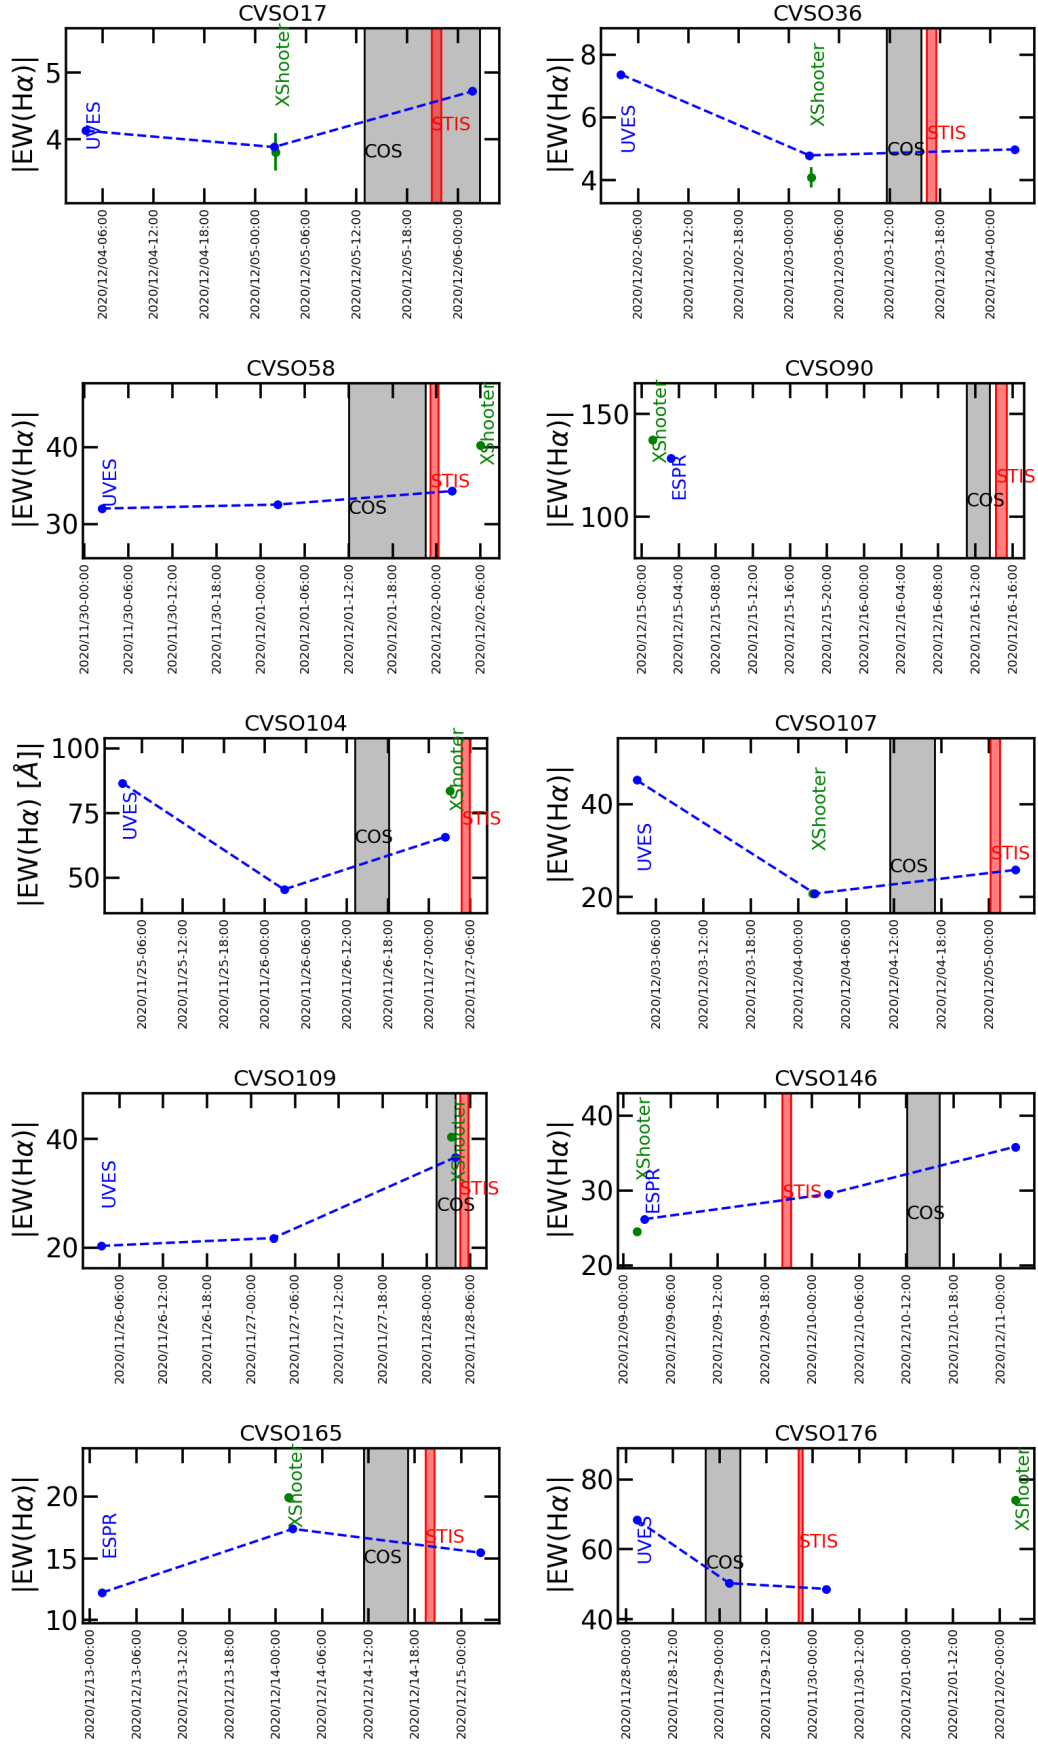 CVSO17
|EW(Hα)|
5
4
UVES
XShooter
COS
STIS
2020/12/04-06:00
2020/12/04-12:00
2020/12/04-18:00
2020/12/05-00:00
2020/12/05-06:00
2020/12/05-12:00
2020/12/05-18:00
2020/12/06-00:00
CVSO36
|EW(Hα)|
8
6
4
UVES
XShooter
COS
STIS
2020/12/02-06:00
2020/12/02-12:00
2020/12/02-18:00
2020/12/03-00:00
2020/12/03-06:00
2020/12/03-12:00
2020/12/03-18:00
2020/12/04-00:00
CVSO58
|EW(Hα)|
40
30
UVES
COS
STIS
XShooter
2020/11/30-00:00
2020/11/30-06:00
2020/11/30-12:00
2020/11/30-18:00
2020/12/01-00:00
2020/12/01-06:00
2020/12/01-12:00
2020/12/01-18:00
2020/12/02-00:00
2020/12/02-06:00
CVSO90
|EW(Hα)|
150
100
XShooter
ESPR
COS
STIS
2020/12/15-00:00
2020/12/15-04:00
2020/12/15-08:00
2020/12/15-12:00
2020/12/15-16:00
2020/12/15-20:00
2020/12/16-00:00
2020/12/16-04:00
2020/12/16-08:00
2020/12/16-12:00
2020/12/16-16:00
CVSO104
|EW(Hα) [Å]|
100
75
50
UVES
COS
XShooter
STIS
2020/11/25-06:00
2020/11/25-12:00
2020/11/25-18:00
2020/11/26-00:00
2020/11/26-06:00
2020/11/26-12:00
2020/11/26-18:00
2020/11/27-00:00
2020/11/27-06:00
CVSO107
|EW(Hα)|
40
20
UVES
XShooter
COS
STIS
2020/12/03-06:00
2020/12/03-12:00
2020/12/03-18:00
2020/12/04-00:00
2020/12/04-06:00
2020/12/04-12:00
2020/12/04-18:00
2020/12/05-00:00
CVSO109
|EW(Hα)|
40
20
UVES
COS
XShooter
STIS
2020/11/26-06:00
2020/11/26-12:00
2020/11/26-18:00
2020/11/27-00:00
2020/11/27-06:00
2020/11/27-12:00
2020/11/27-18:00
2020/11/28-00:00
2020/11/28-06:00
CVSO146
|EW(Hα)|
40
30
20
XShooter
ESPR
STIS
COS
2020/12/09-00:00
2020/12/09-06:00
2020/12/09-12:00
2020/12/09-18:00
2020/12/10-00:00
2020/12/10-06:00
2020/12/10-12:00
2020/12/10-18:00
2020/12/11-00:00
CVSO165
|EW(Hα)|
20
15
10
ESPR
XShooter
COS
STIS
2020/12/13-00:00
2020/12/13-06:00
2020/12/13-12:00
2020/12/13-18:00
2020/12/14-00:00
2020/12/14-06:00
2020/12/14-12:00
2020/12/14-18:00
2020/12/15-00:00
CVSO176
|EW(Hα)|
80
60
40
UVES
COS
STIS
XShooter
2020/11/28-00:00
2020/11/28-12:00
2020/11/29-00:00
2020/11/29-12:00
2020/11/30-00:00
2020/11/30-12:00
2020/12/01-00:00
2020/12/01-12:00
2020/12/02-00:00